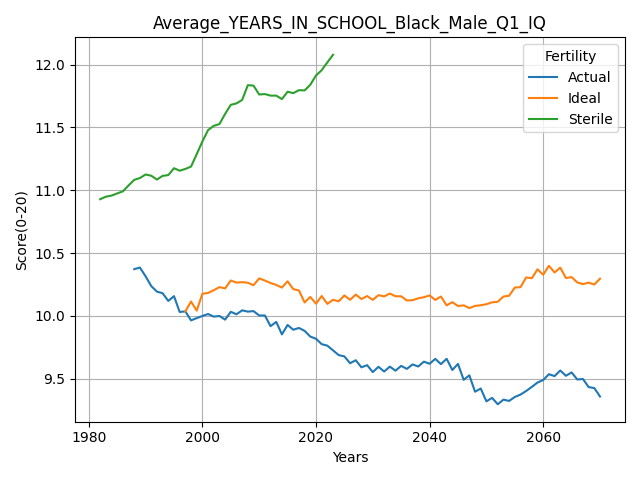 Average_YEARS_IN_SCHOOL_Black_Male_Q1_IQ
Fertility
Actual
Ideal
Sterile
Score(0-20)
12.0
11.5
11.0
10.5
10.0
9.5
1980
2000
2020
2040
2060
Years